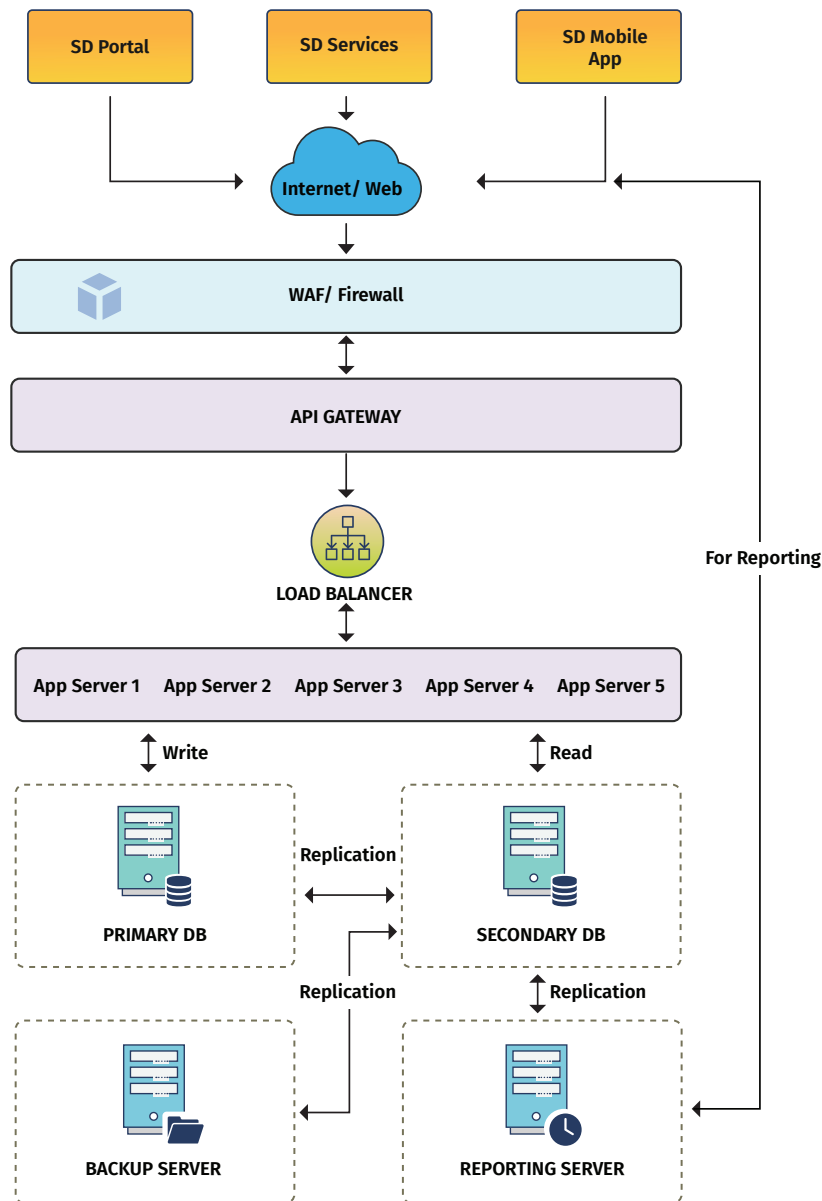 SD Portal
SD Services
SD Mobile
App
Internet/ Web
WAF/ Firewall
API GATEWAY
LOAD BALANCER
For Reporting
App Server 1
App Server 2
App Server 3
App Server 4
App Server 5
Write
Read
Replication
PRIMARY DB
SECONDARY DB
Replication
Replication
BACKUP SERVER
REPORTING SERVER